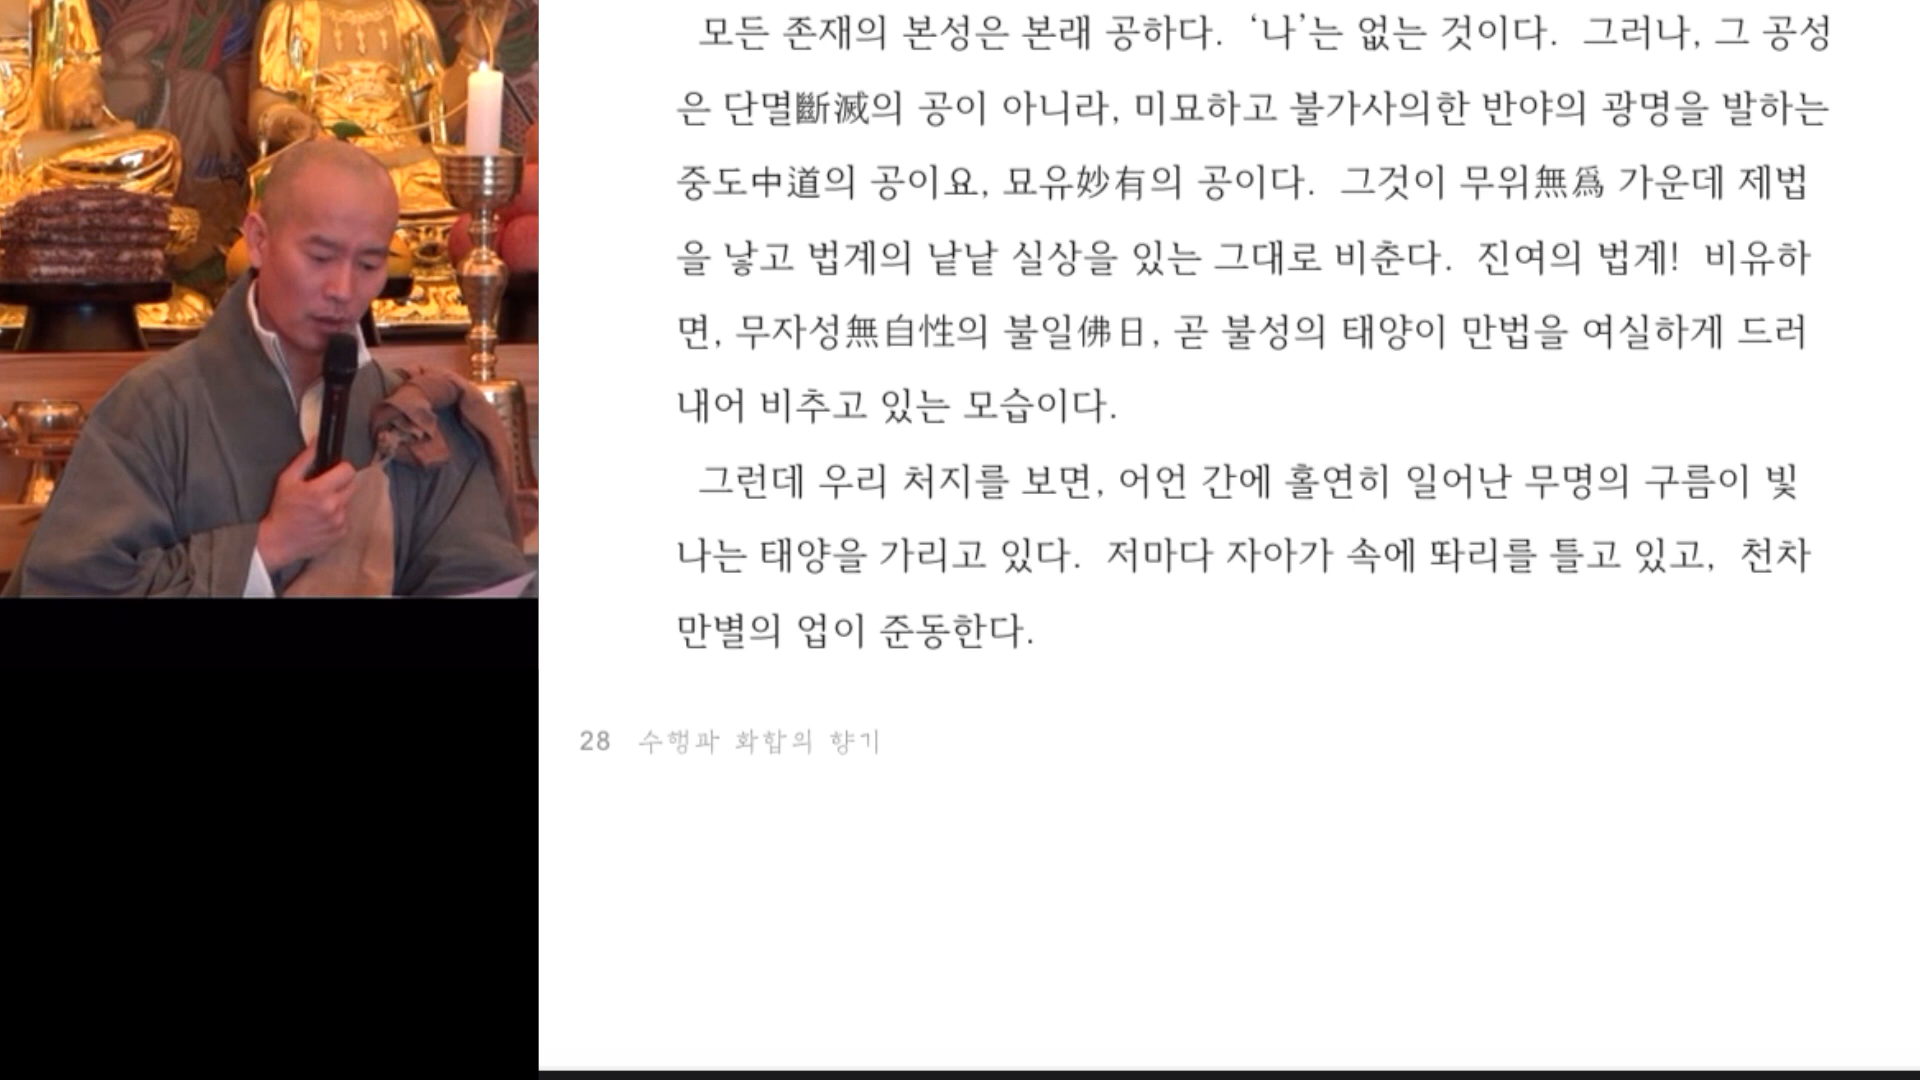 모든 존재의 본성은 본래 공하다. ‘나’는 없는 것이다. 그러나, 그 공성
은 단멸斷滅의 공이 아니라, 미묘하고 불가사의한 반야의 광명을 발하는
중도中道의 공이요, 묘유妙有의 공이다. 그것이 무위無爲 가운데 제법
을 낳고 법계의 낱낱 실상을 있는 그대로 비춘다. 진여의 법계! 비유하
면, 무자성無自性의 불일佛日, 곧 불성의 태양이 만법을 여실하게 드러
내어 비추고 있는 모습이다.
그런데 우리 처지를 보면, 어언 간에 홀연히 일어난 무명의 구름이 빛
나는 태양을 가리고 있다. 저마다 자아가 속에 똬리를 틀고 있고, 천차
만별의 업이 준동한다.
28 수행과 화합의 향기